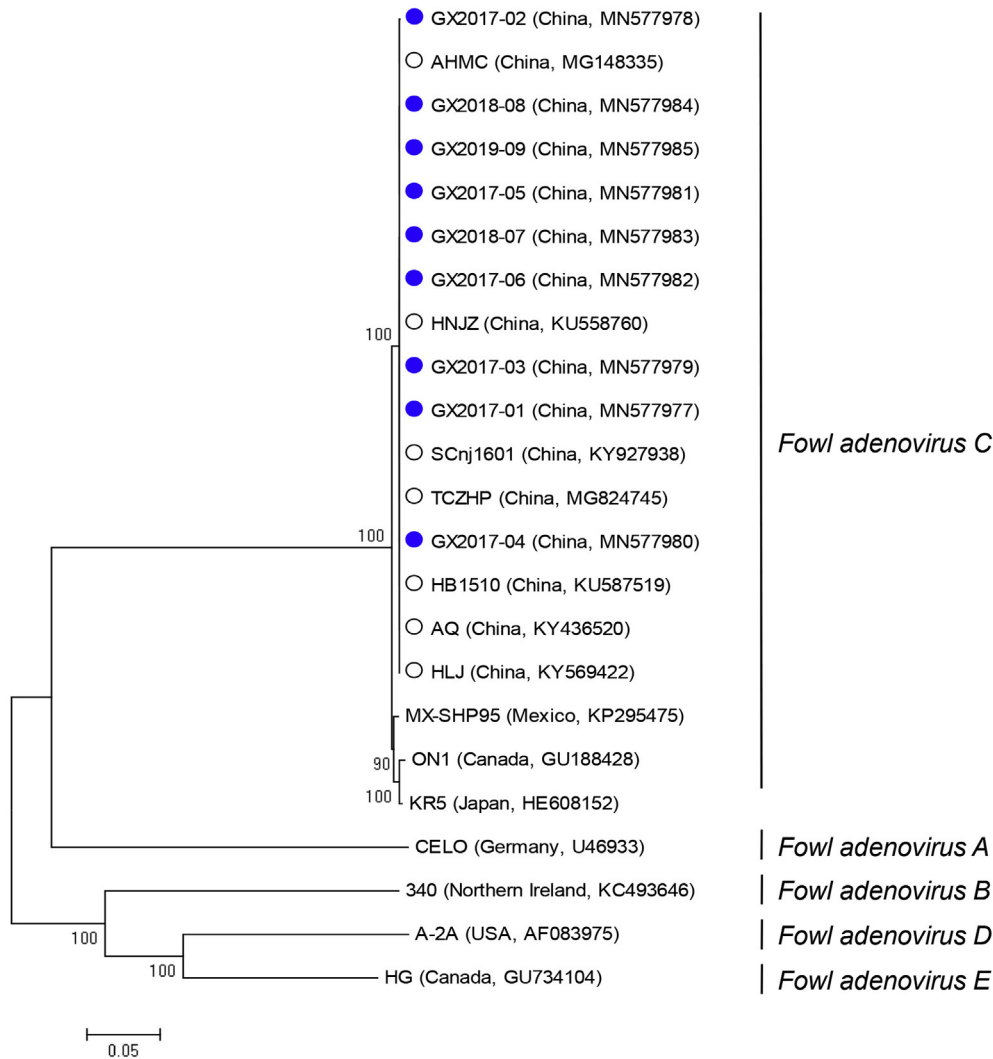 GX2017-02 (China, MN577978)
AHMC (China, MG148335)
GX2018-08 (China, MN577984)
GX2019-09 (China, MN577985)
GX2017-05 (China, MN577981)
GX2018-07 (China, MN577983)
GX2017-06 (China, MN577982)
HNJZ (China, KU558760)
100
GX2017-03 (China, MN577979)
GX2017-01 (China, MN577977)
Fowl adenovirus C
SCnj1601 (China, KY927938)
TCZHP (China, MG824745)
100
GX2017-04 (China, MN577980)
HB1510 (China, KU587519)
AQ (China, KY436520)
HLJ (China, KY569422)
MX-SHP95 (Mexico, KP295475)
90
ON1 (Canada, GU188428)
100
KR5 (Japan, HE608152)
CELO (Germany, U46933)
Fowl adenovirus A
340 (Northern Ireland, KC493646)
Fowl adenovirus B
100
A-2A (USA, AF083975)
Fowl adenovirus D
100
HG (Canada, GU734104)
Fowl adenovirus E
0.05